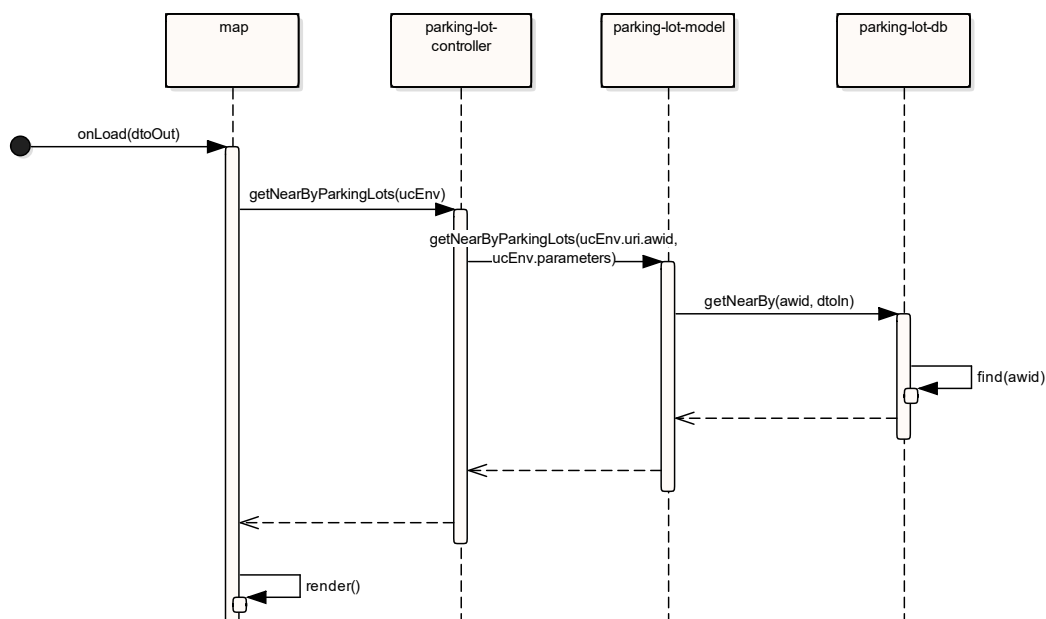 map
parking-lot-
controller
parking-lot-model
parking-lot-db
onLoad(dtoOut)
getNearByParkingLots(ucEnv)
getNearByParkingLots(ucEnv.uri.awid,
ucEnv.parameters)
getNearBy(awid, dtoIn)
find(awid)
render()